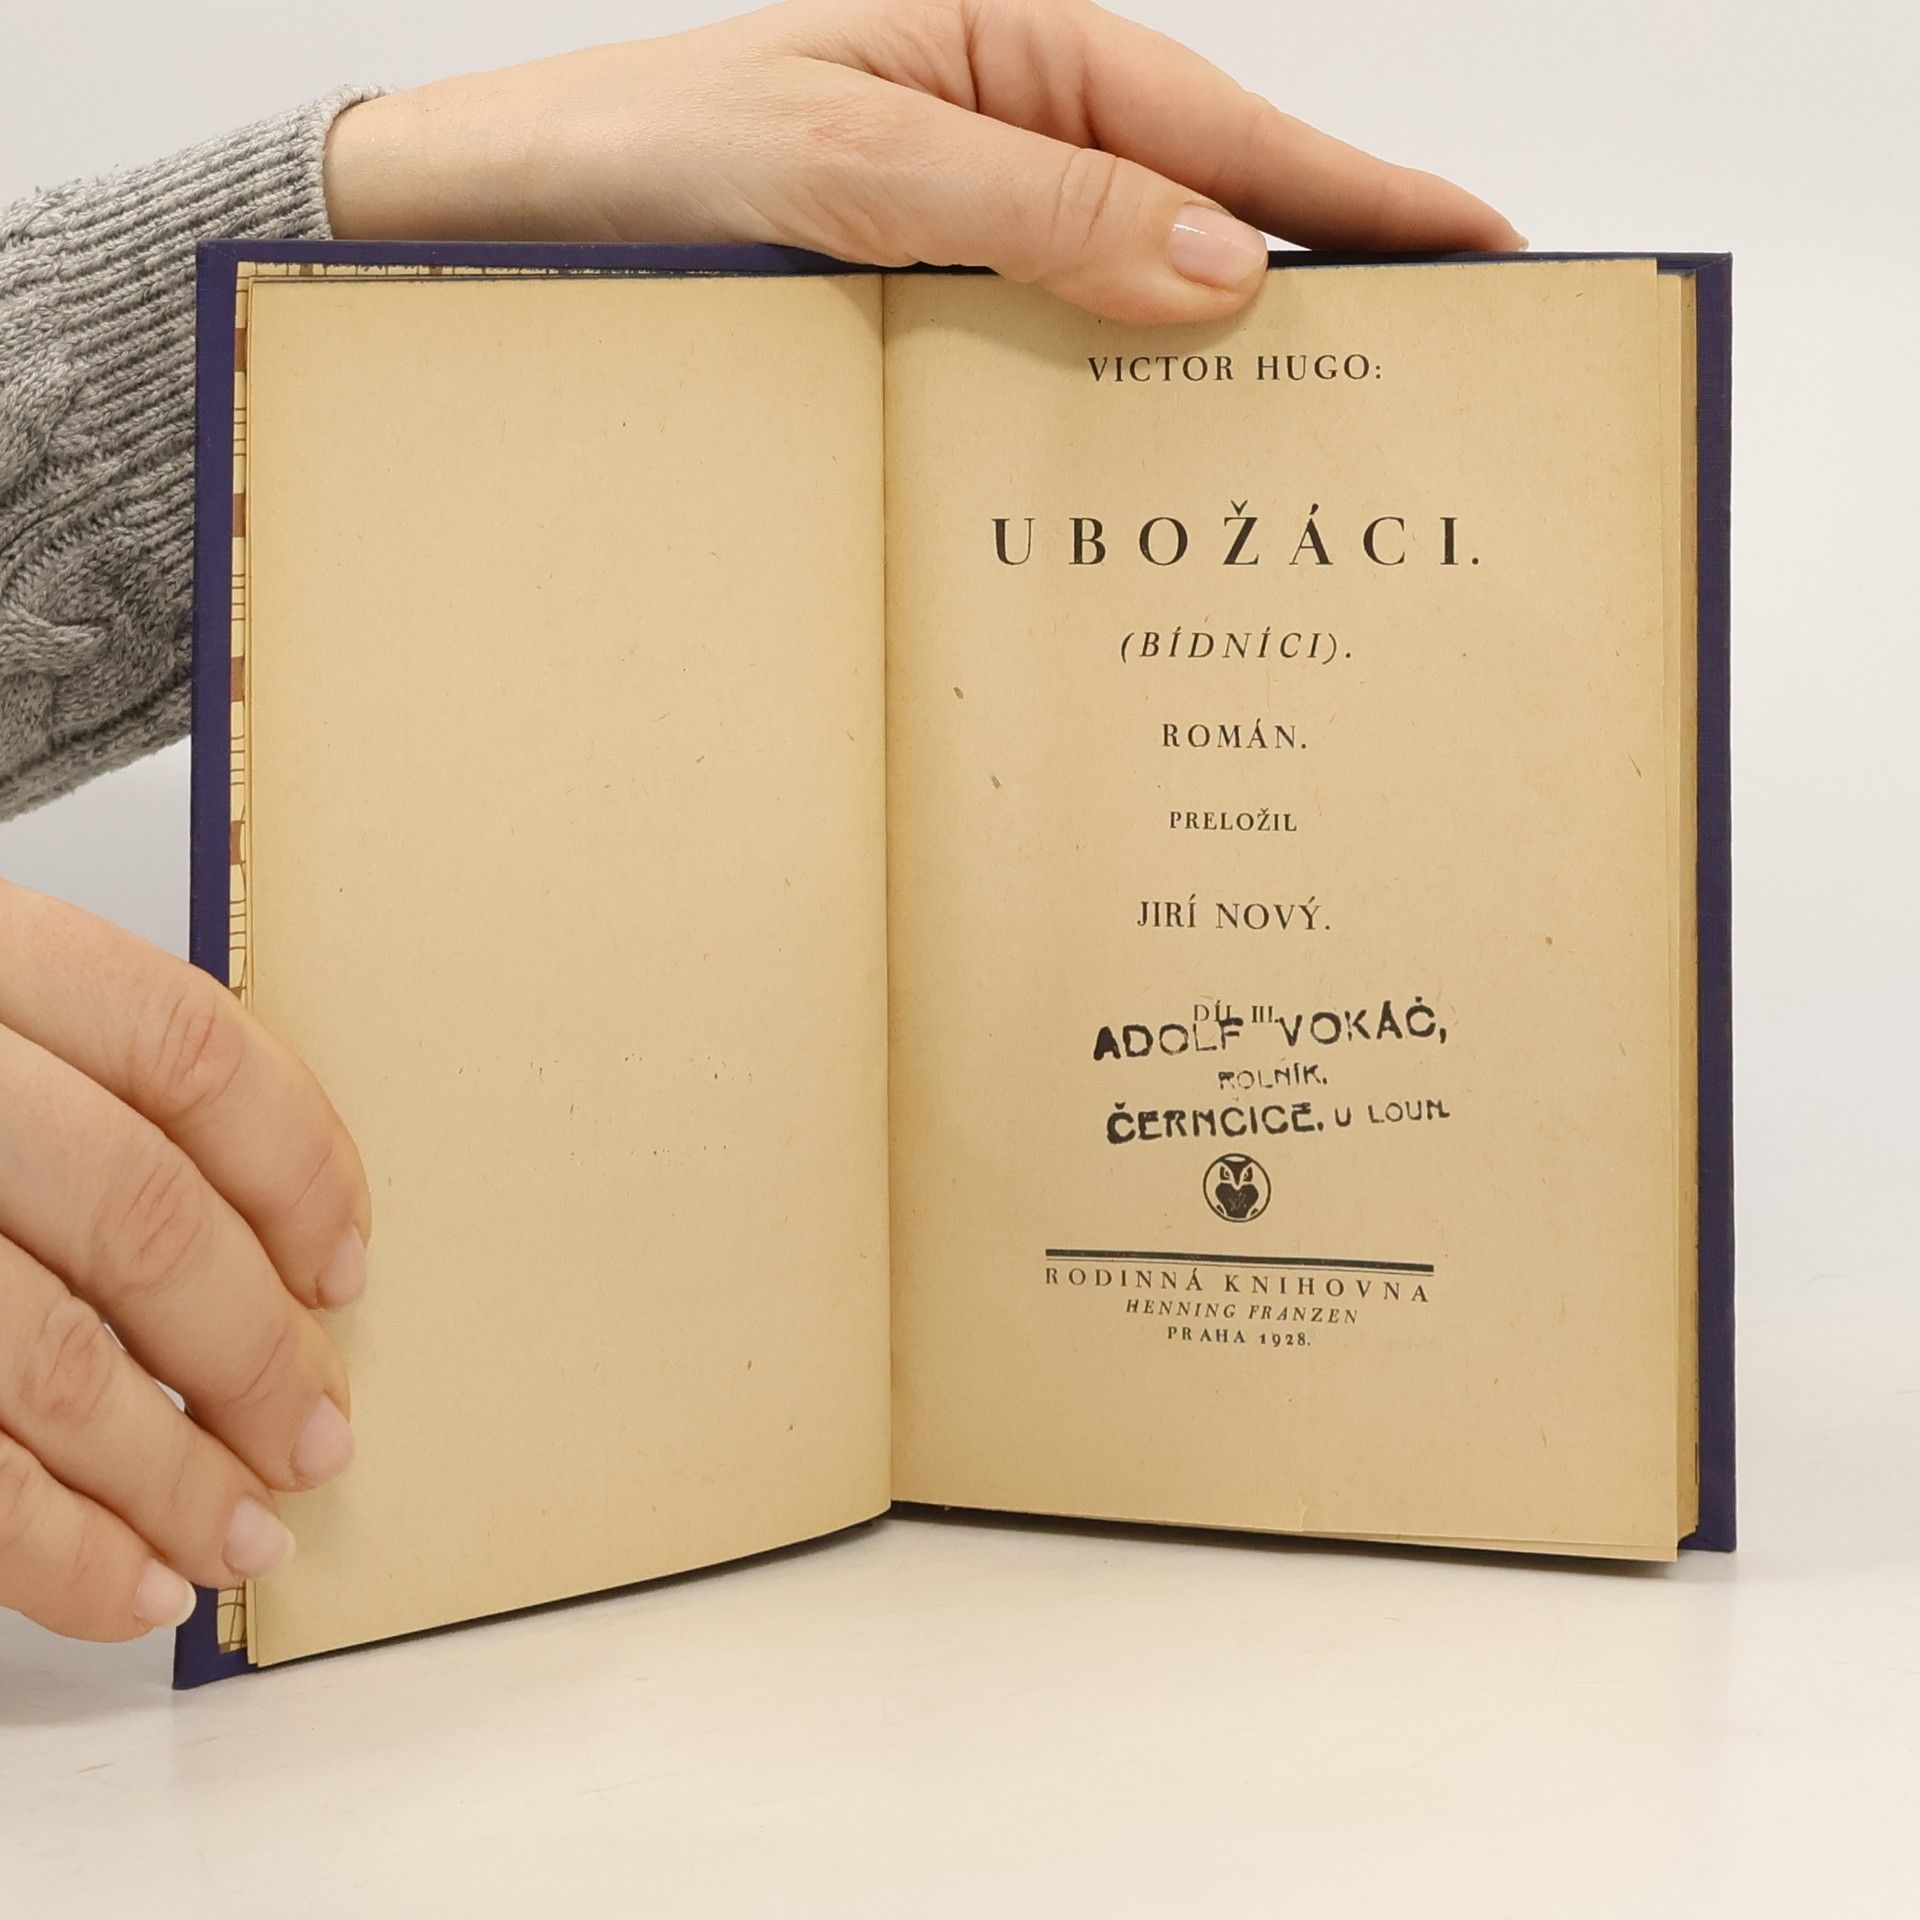 VICTOR HUGO:
UBOŽÁCI.
(BÍDNÍCI).
ROMÁN.
PRELOŽIL
JIRÍ NOVÝ.
DÍL III.
ADOLF VOKÁČ,
ROLNÍK,
ČERNČICE, U LOUN.
RODINNÁ KNIHOVNA
HENNING FRANZEN
PRAHA 1928.